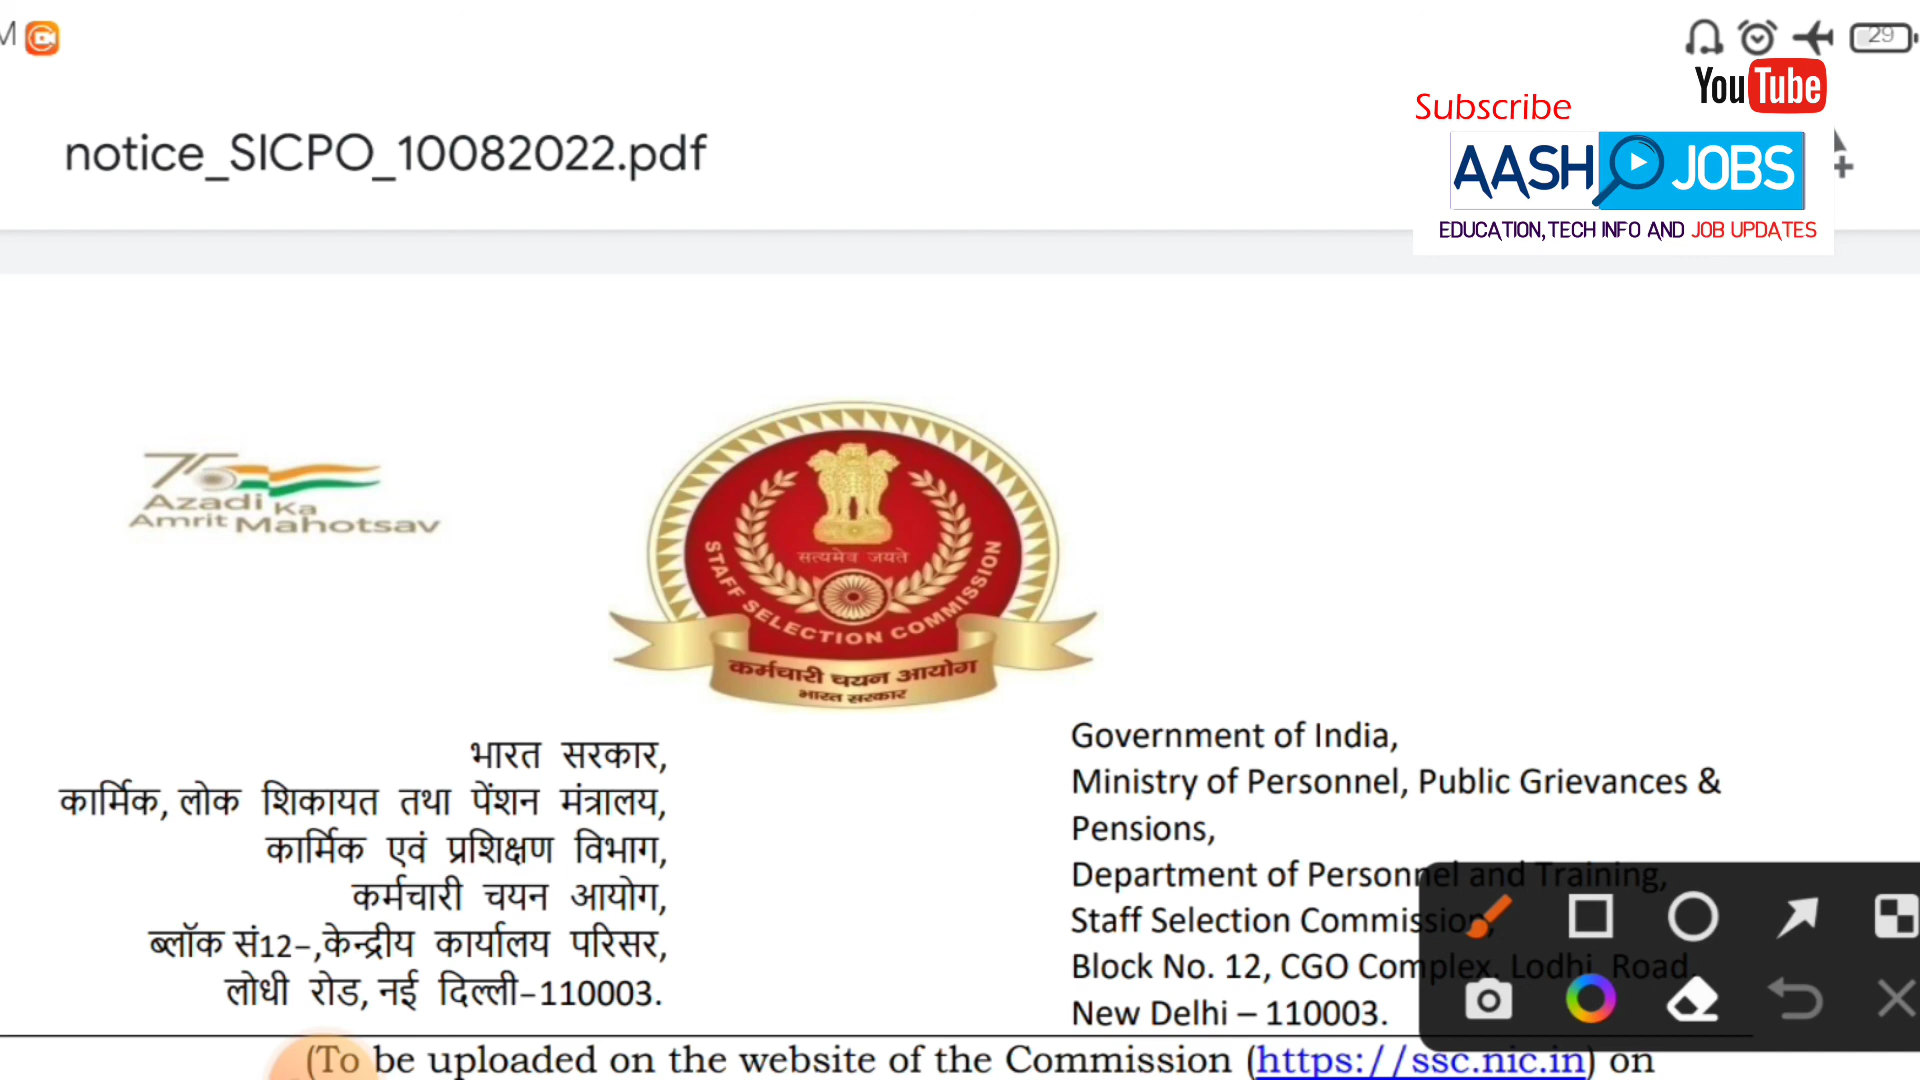 M
29
YouTube
Subscribe
notice_SICPO_10082022.pdf
AASH JOBS
EDUCATION,TECH INFO AND JOB UPDATES
75
Azadi Ka
Amrit Mahotsav
सत्यमेव जयते
STAFF SELECTION COMMISSION
कर्मचारी चयन आयोग
भारत सरकार
भारत सरकार,
कार्मिक, लोक शिकायत तथा पेंशन मंत्रालय,
कार्मिक एवं प्रशिक्षण विभाग,
कर्मचारी चयन आयोग,
ब्लॉक सं12-,केन्द्रीय कार्यालय परिसर,
लोधी रोड, नई दिल्ली-110003.
Government of India,
Ministry of Personnel, Public Grievances &
Pensions,
Department of Personnel and Training,
Staff Selection Commission,
Block No. 12, CGO Complex, Lodhi Road,
New Delhi – 110003.
(To be uploaded on the website of the Commission (https://ssc.nic.in) on